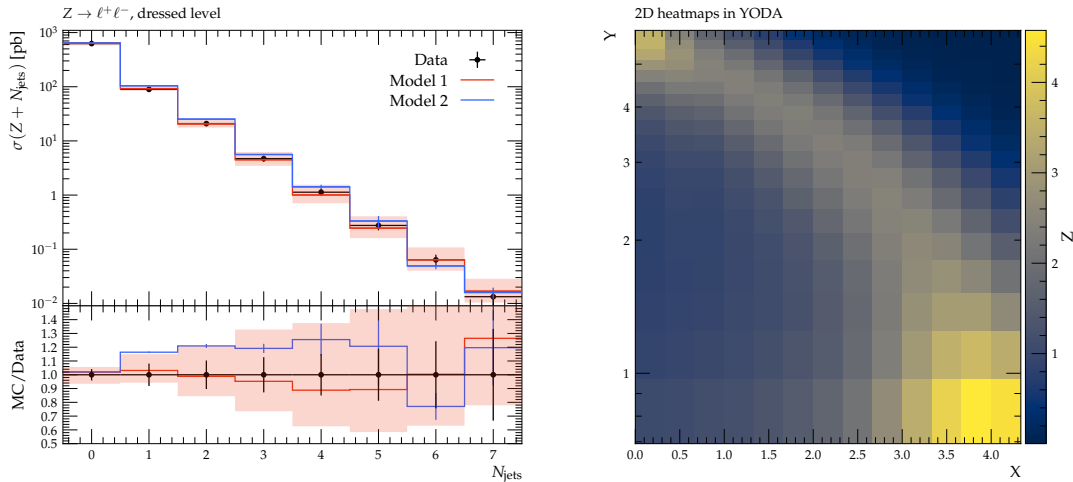 Z → ℓ⁺ℓ⁻, dressed level
σ(Z + N_jets) [pb]
10³
10²
10¹
1
10⁻¹
10⁻²
Data
Model 1
Model 2
MC/Data
1.4
1.3
1.2
1.1
1.0
0.9
0.8
0.7
0.6
0.5
0 1 2 3 4 5 6 7
N_jets
2D heatmaps in YODA
Y
4
3
2
1
0.0 0.5 1.0 1.5 2.0 2.5 3.0 3.5 4.0
X
Z
4
3
2
1